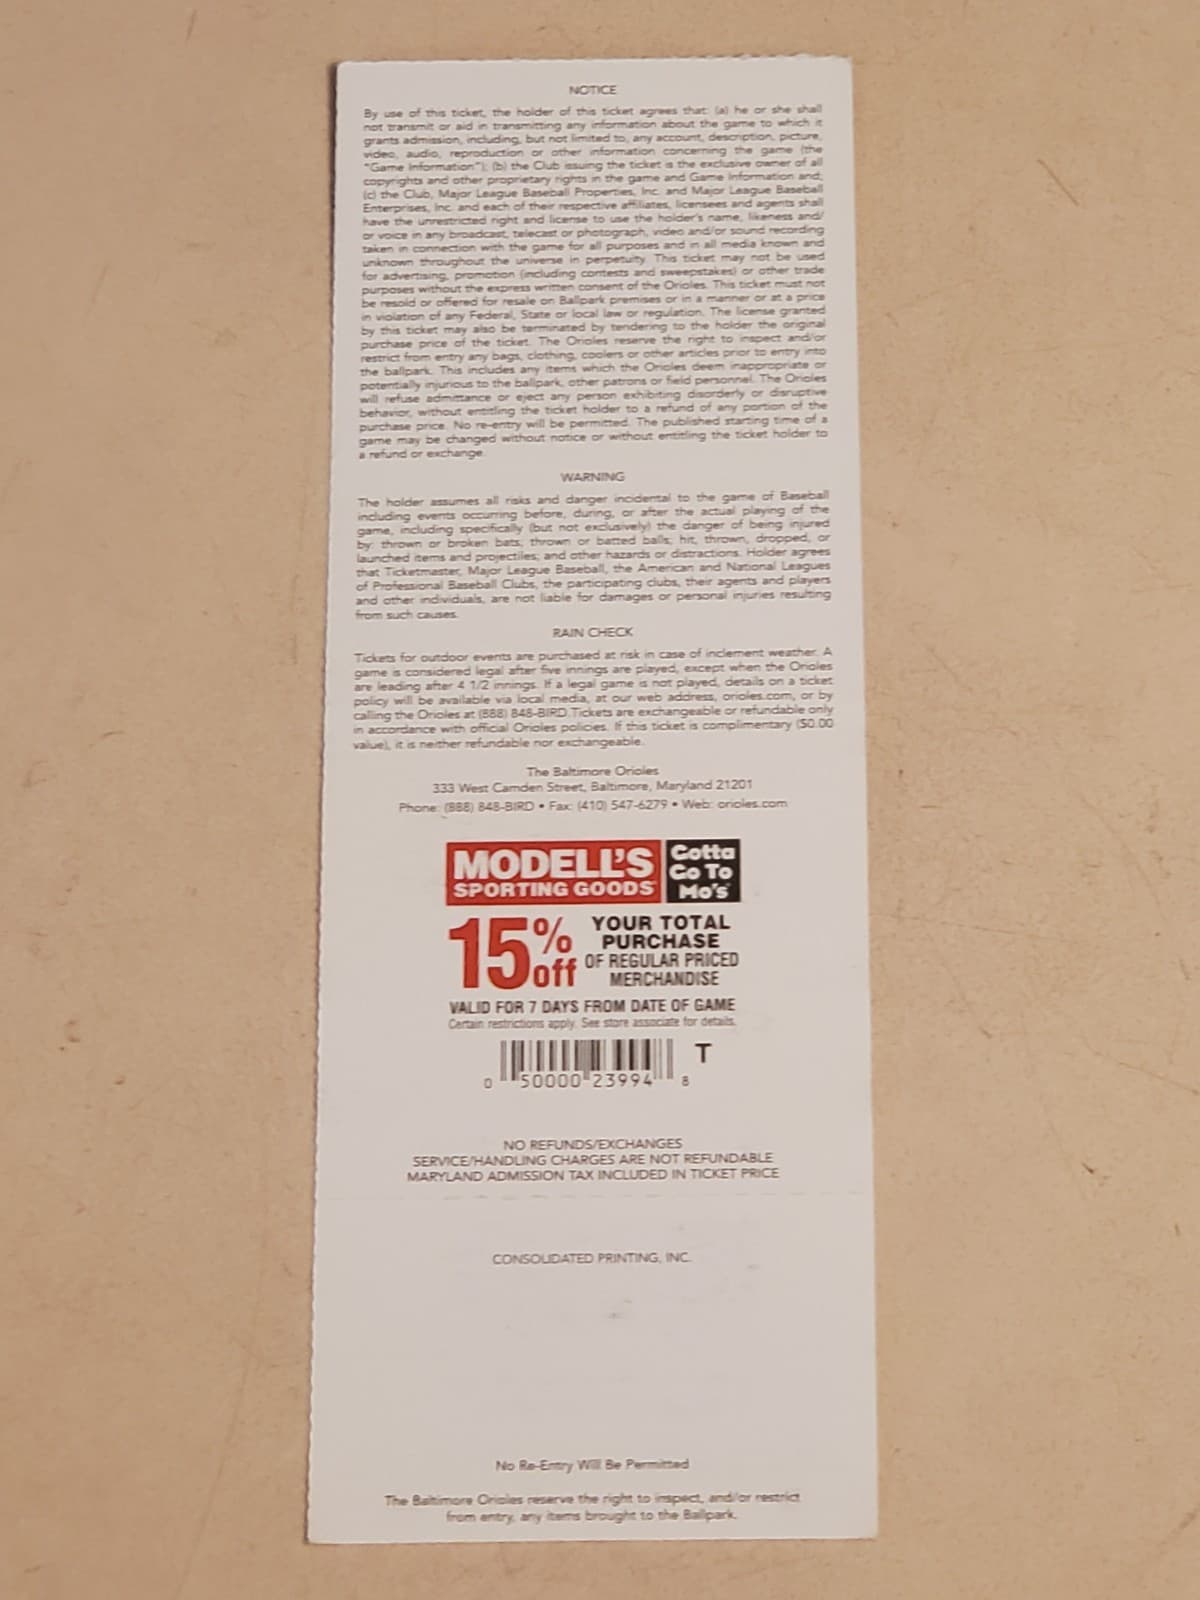 NOTICE
By use of this ticket, the holder of this ticket agrees that: (a) he or she shall
not transmit or aid in transmitting any information about the game to which it
grants admission, including, but not limited to, any account, description, picture,
video, audio, reproduction or other information concerning the game (the
"Game Information"); (b) the Club issuing the ticket is the exclusive owner of all
copyrights and other proprietary rights in the game and Game Information and;
(c) the Club, Major League Baseball Properties, Inc. and Major League Baseball
Enterprises, Inc. and each of their respective affiliates, licensees and agents shall
have the unrestricted right and license to use the holder's name, likeness and/
or voice in any broadcast, telecast or photograph, video and/or sound recording
taken in connection with the game for all purposes and in all media known and
unknown throughout the universe in perpetuity. This ticket may not be used
for advertising, promotion (including contests and sweepstakes) or other trade
purposes without the express written consent of the Orioles. This ticket must not
be resold or offered for resale on Ballpark premises or in a manner or at a price
in violation of any Federal, State or local law or regulation. The license granted
by this ticket may also be terminated by tendering to the holder the original
purchase price of the ticket. The Orioles reserve the right to inspect and/or
restrict from entry any bags, clothing, coolers or other articles prior to entry into
the ballpark. This includes any items which the Orioles deem inappropriate or
potentially injurious to the ballpark, other patrons or field personnel. The Orioles
will refuse admittance or eject any person exhibiting disorderly or disruptive
behavior, without entitling the ticket holder to a refund of any portion of the
purchase price. No re-entry will be permitted. The published starting time of a
game may be changed without notice or without entitling the ticket holder to
a refund or exchange.
WARNING
The holder assumes all risks and danger incidental to the game of Baseball
including events occurring before, during, or after the actual playing of the
game, including specifically (but not exclusively) the danger of being injured
by: thrown or broken bats; thrown or batted balls; hit, thrown, dropped, or
launched items and projectiles; and other hazards or distractions. Holder agrees
that Ticketmaster, Major League Baseball, the American and National Leagues
of Professional Baseball Clubs, the participating clubs, their agents and players
and other individuals, are not liable for damages or personal injuries resulting
from such causes.
RAIN CHECK
Tickets for outdoor events are purchased at risk in case of inclement weather. A
game is considered legal after five innings are played, except when the Orioles
are leading after 4 1/2 innings. If a legal game is not played, details on a ticket
policy will be available via local media, at our web address, orioles.com, or by
calling the Orioles at (888) 848-BIRD. Tickets are exchangeable or refundable only
in accordance with official Orioles policies. If this ticket is complimentary ($0.00
value), it is neither refundable nor exchangeable.
The Baltimore Orioles
333 West Camden Street, Baltimore, Maryland 21201
Phone: (888) 848-BIRD • Fax: (410) 547-6279 • Web: orioles.com
MODELL'S
SPORTING GOODS
Gotta
Go To
Mo's
15% off
YOUR TOTAL
PURCHASE
OF REGULAR PRICED
MERCHANDISE
VALID FOR 7 DAYS FROM DATE OF GAME
Certain restrictions apply. See store associate for details.
T
0 50000 23994 8
NO REFUNDS/EXCHANGES
SERVICE/HANDLING CHARGES ARE NOT REFUNDABLE
MARYLAND ADMISSION TAX INCLUDED IN TICKET PRICE
CONSOLIDATED PRINTING, INC.
No Re-Entry Will Be Permitted
The Baltimore Orioles reserve the right to inspect, and/or restrict
from entry, any items brought to the Ballpark.